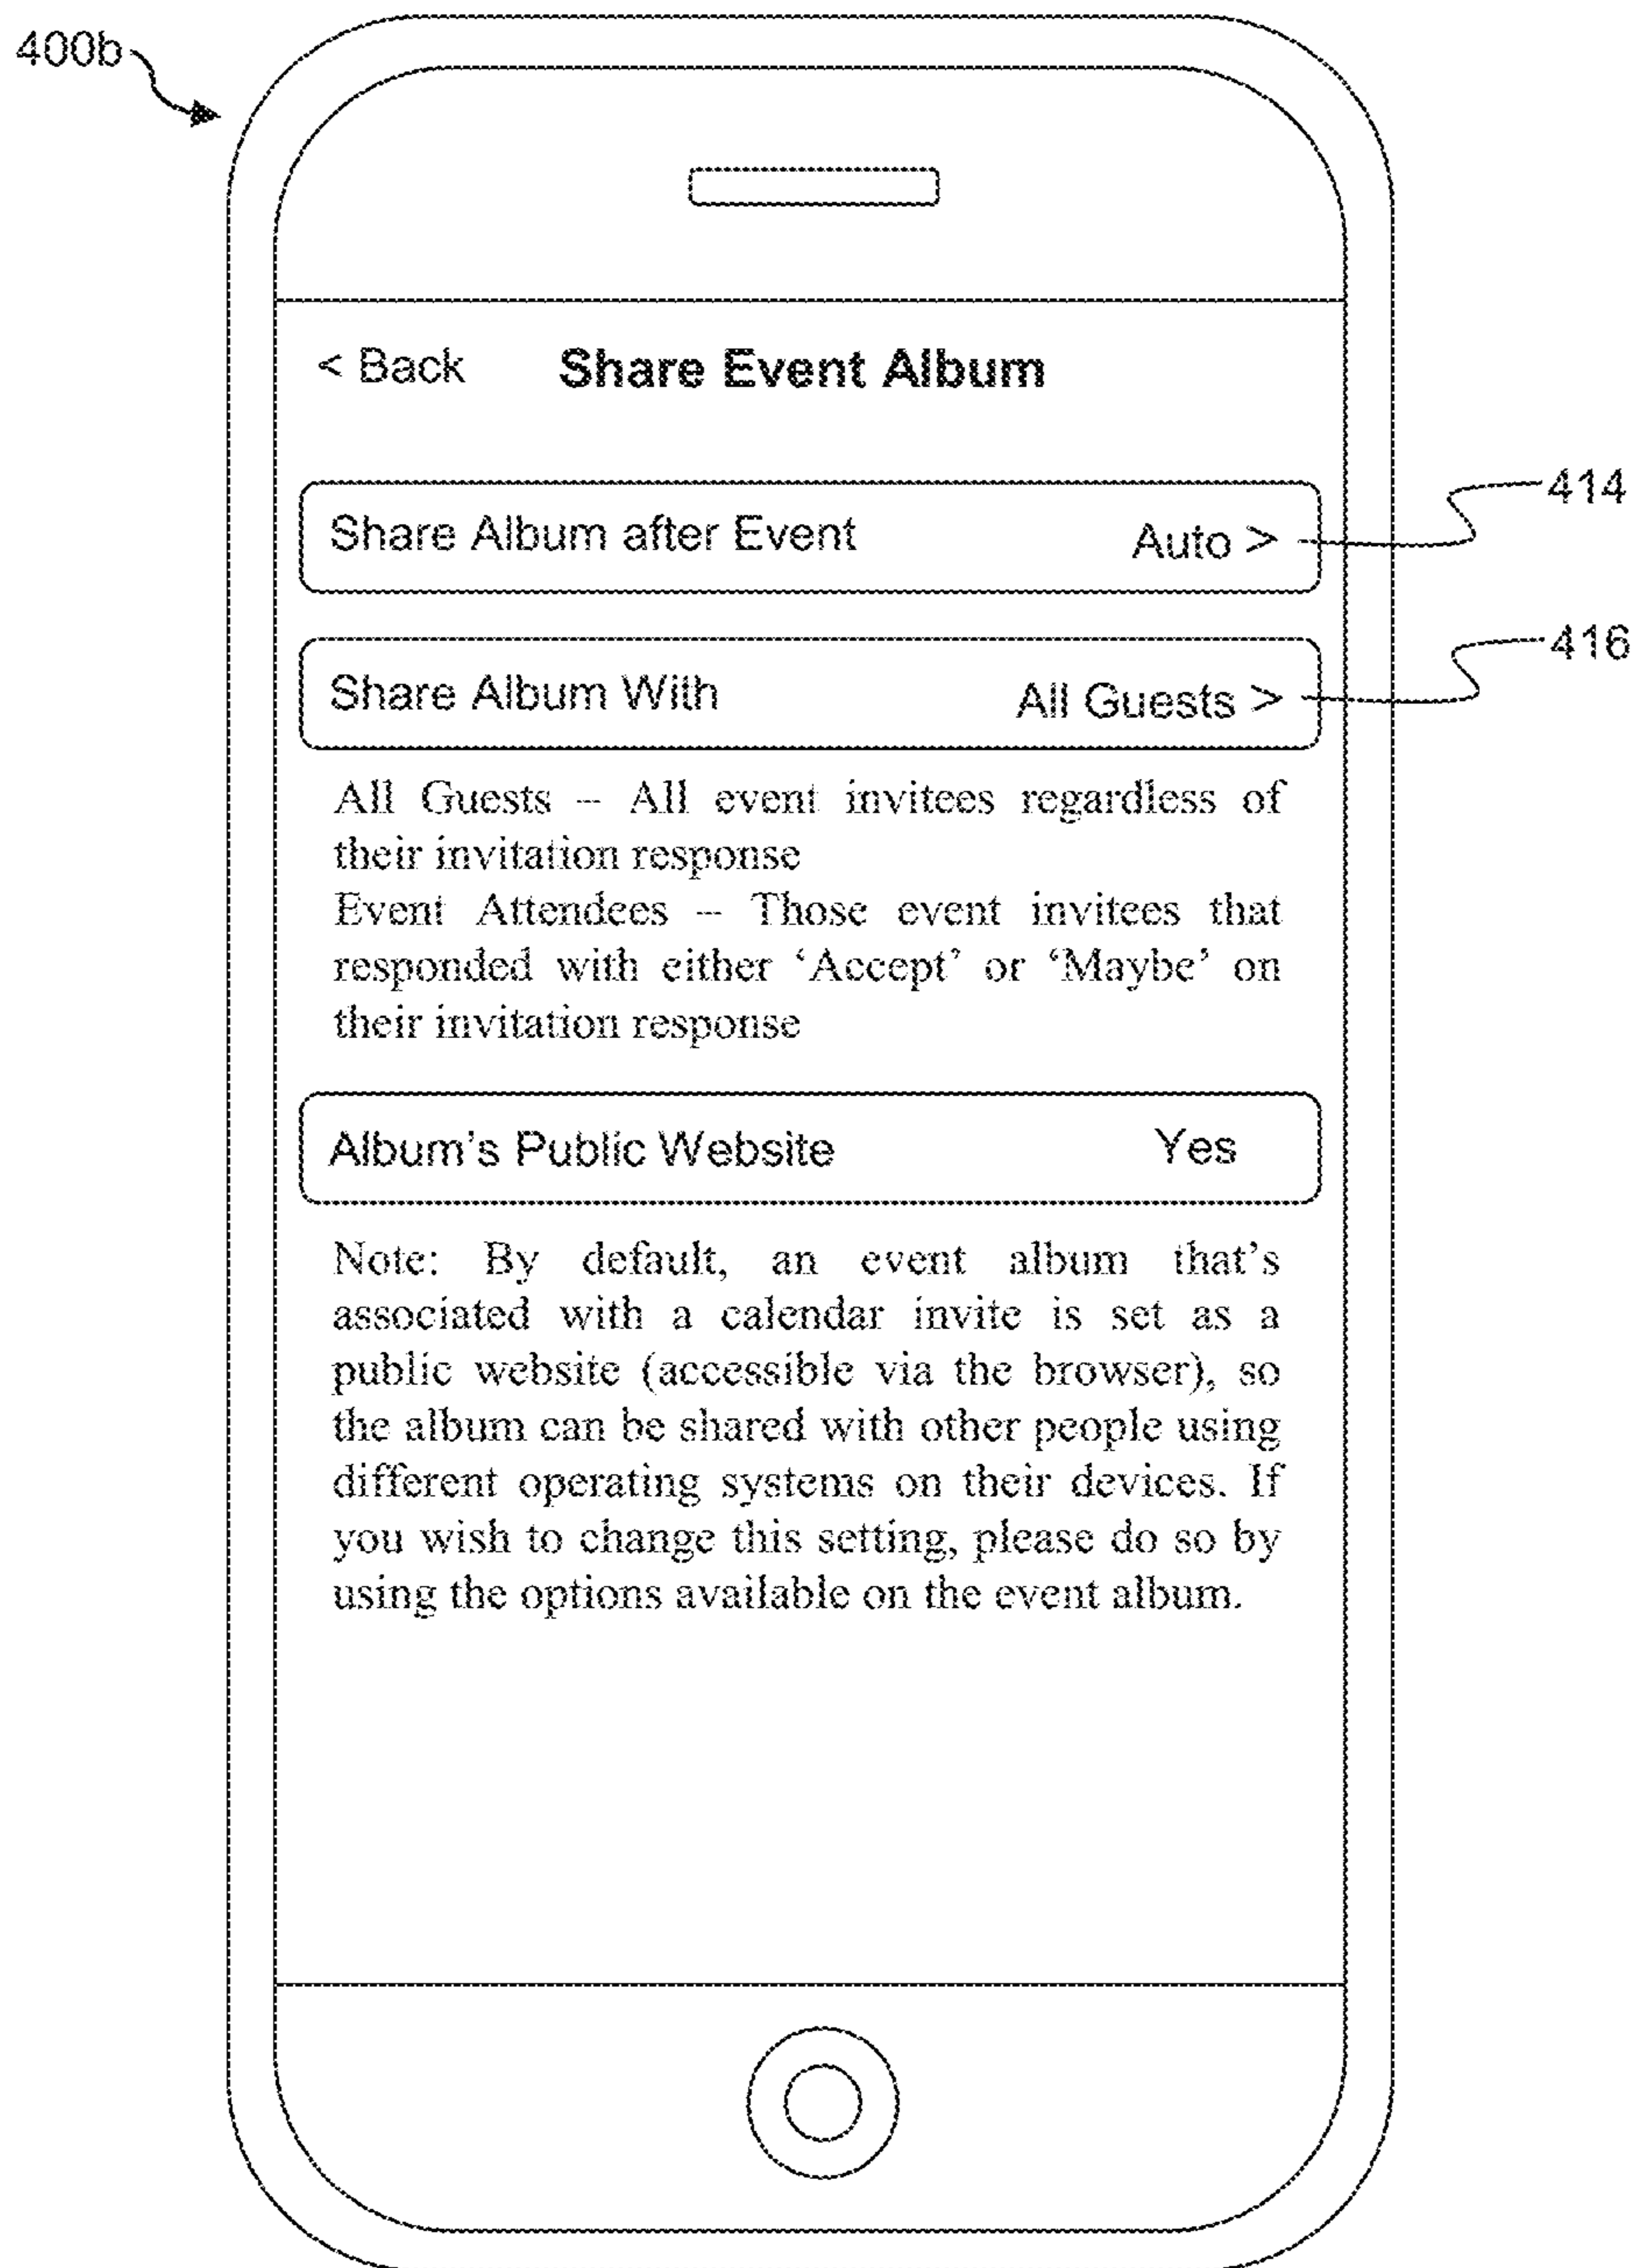 400b
< Back Share Event Album
Share Album after Event Auto >
414
Share Album With All Guests >
416
All Guests – All event invitees regardless of
their invitation response
Event Attendees – Those event invitees that
responded with either ‘Accept’ or ‘Maybe’ on
their invitation response
Album’s Public Website Yes
Note: By default, an event album that’s
associated with a calendar invite is set as a
public website (accessible via the browser), so
the album can be shared with other people using
different operating systems on their devices. If
you wish to change this setting, please do so by
using the options available on the event album.